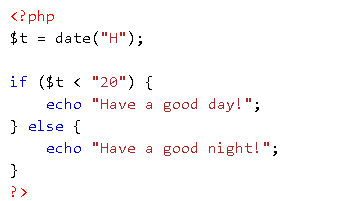 <?php
$t = date("H");

if ($t < "20") {
    echo "Have a good day!";
} else {
    echo "Have a good night!";
}
?>